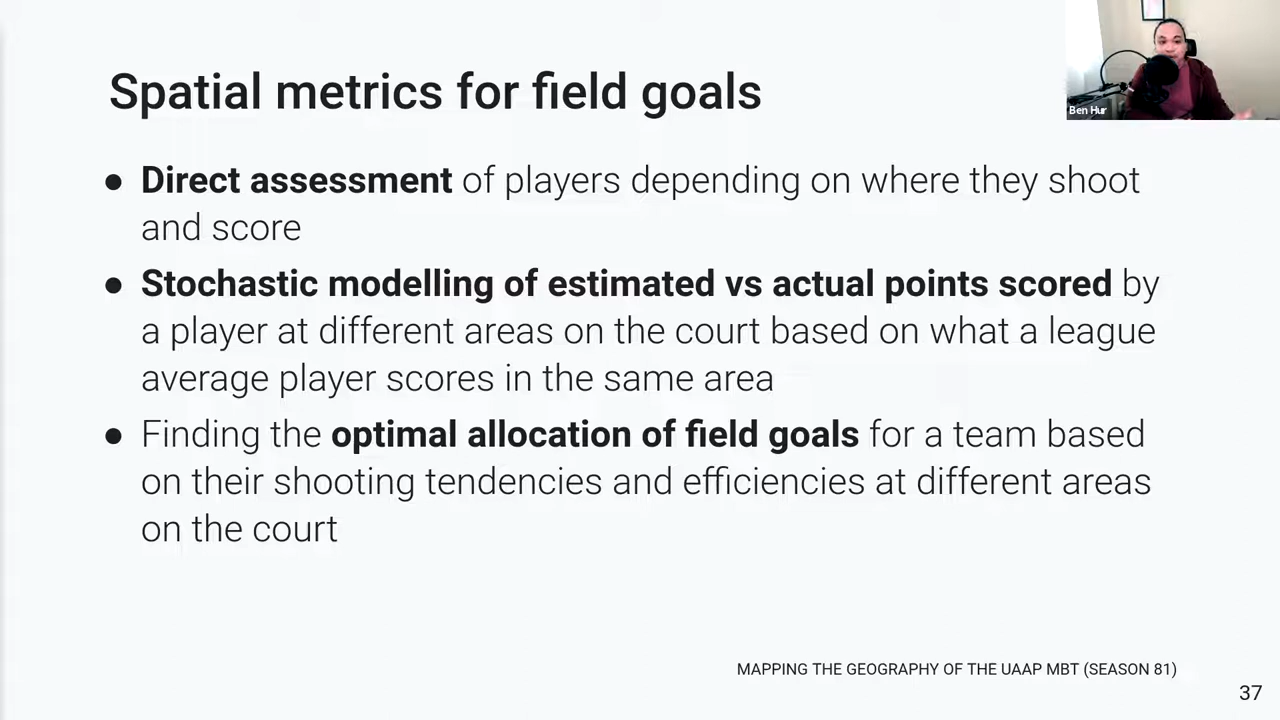 Spatial metrics for field goals
Ben Hur
● Direct assessment of players depending on where they shoot
and score
● Stochastic modelling of estimated vs actual points scored by
a player at different areas on the court based on what a league
average player scores in the same area
● Finding the optimal allocation of field goals for a team based
on their shooting tendencies and efficiencies at different areas
on the court
MAPPING THE GEOGRAPHY OF THE UAAP MBT (SEASON 81)
37